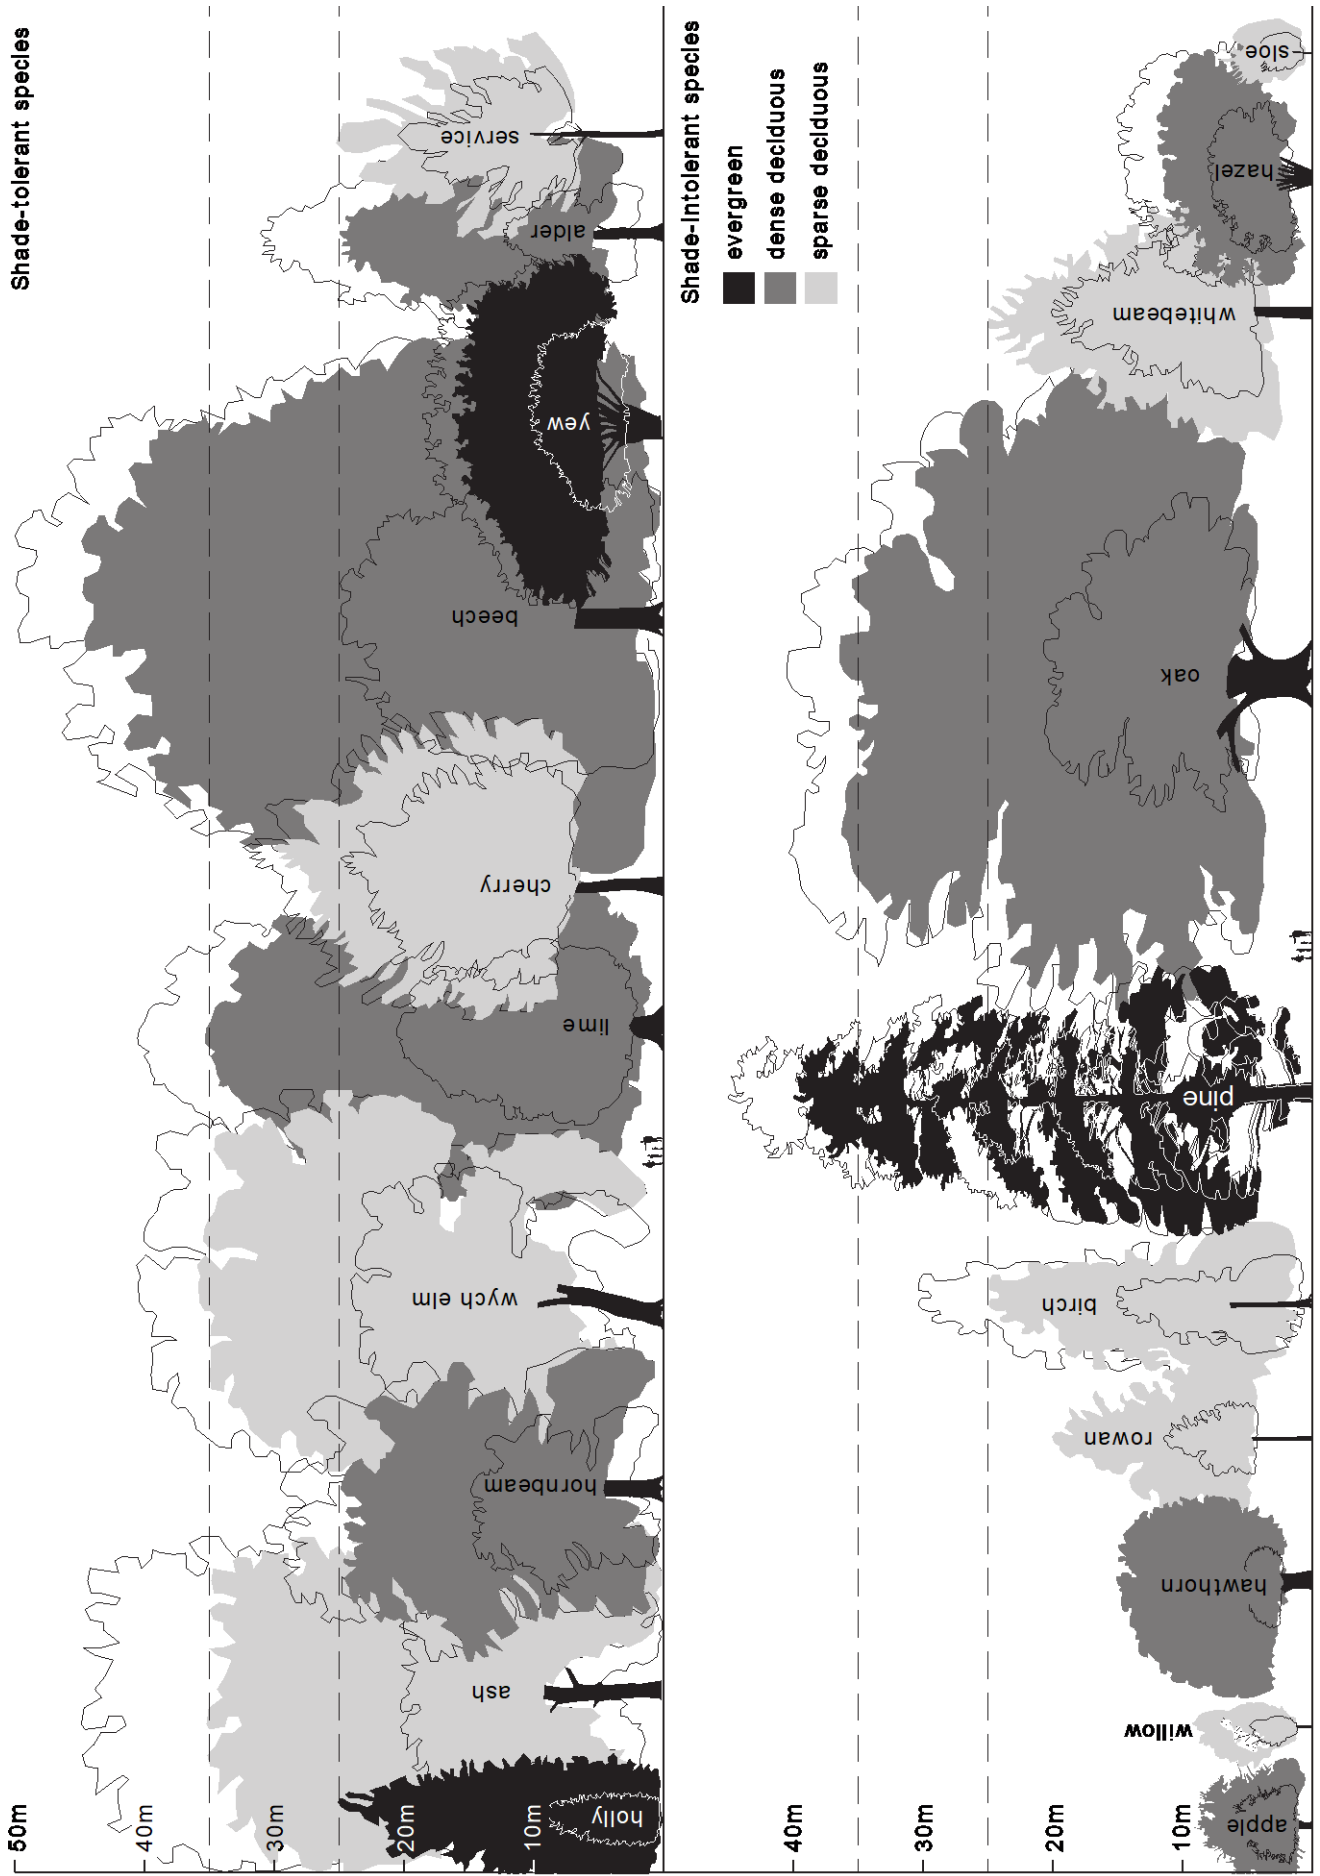 Shade-tolerant species
50m
40m
30m
20m
10m
holly
ash
hornbeam
wych elm
lime
cherry
beech
yew
alder
service
Shade-Intolerant species
evergreen
dense deciduous
sparse deciduous
40m
30m
20m
10m
apple
willow
hawthorn
rowan
birch
pine
oak
whitebeam
hazel
sloe